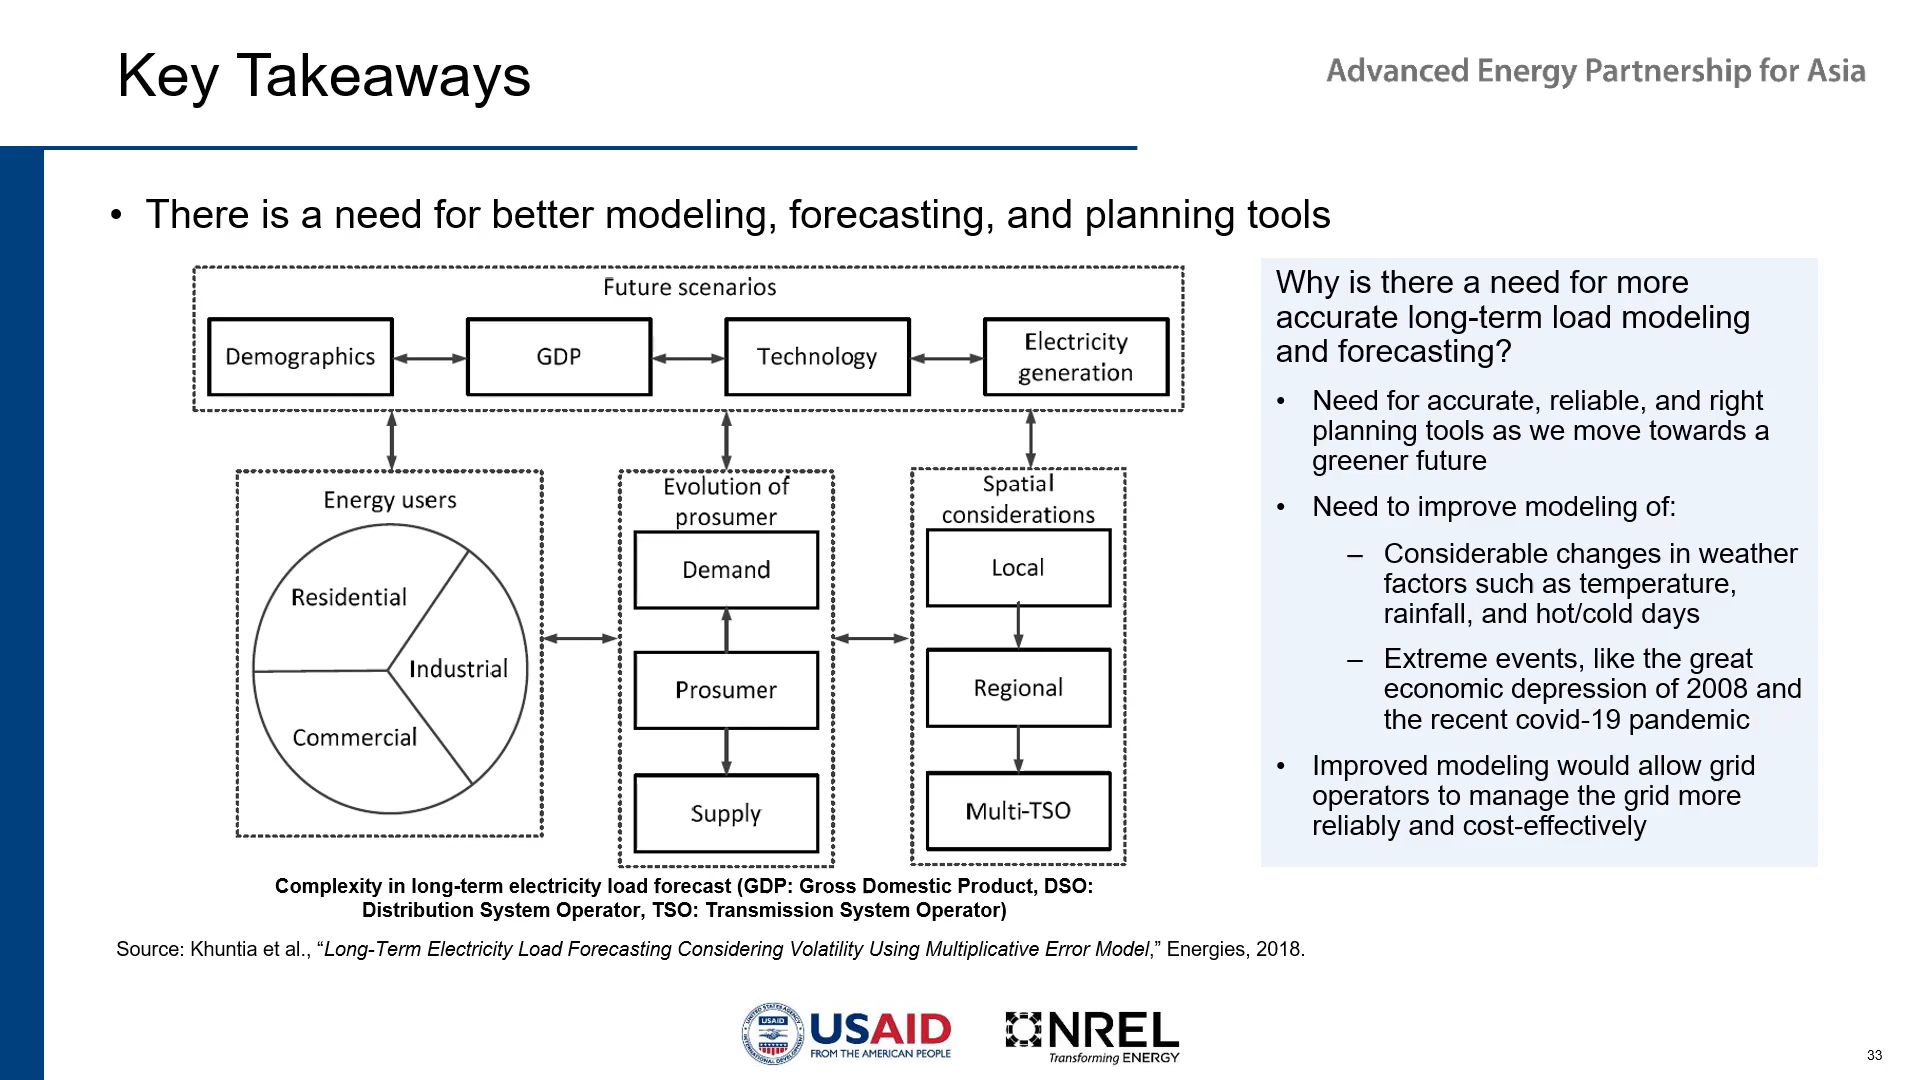 Key Takeaways
Advanced Energy Partnership for Asia
• There is a need for better modeling, forecasting, and planning tools
Future scenarios
Demographics
GDP
Technology
Electricity
generation
Energy users
Residential
Industrial
Commercial
Evolution of
prosumer
Demand
Prosumer
Supply
Spatial
considerations
Local
Regional
Multi-TSO
Complexity in long-term electricity load forecast (GDP: Gross Domestic Product, DSO:
Distribution System Operator, TSO: Transmission System Operator)
Source: Khuntia et al., “Long-Term Electricity Load Forecasting Considering Volatility Using Multiplicative Error Model,” Energies, 2018.
Why is there a need for more
accurate long-term load modeling
and forecasting?
• Need for accurate, reliable, and right
planning tools as we move towards a
greener future
• Need to improve modeling of:
– Considerable changes in weather
factors such as temperature,
rainfall, and hot/cold days
– Extreme events, like the great
economic depression of 2008 and
the recent covid-19 pandemic
• Improved modeling would allow grid
operators to manage the grid more
reliably and cost-effectively
UNITED STATES AGENCY
USAID
INTERNATIONAL DEVELOPMENT
USAID
FROM THE AMERICAN PEOPLE
NREL
Transforming ENERGY
33